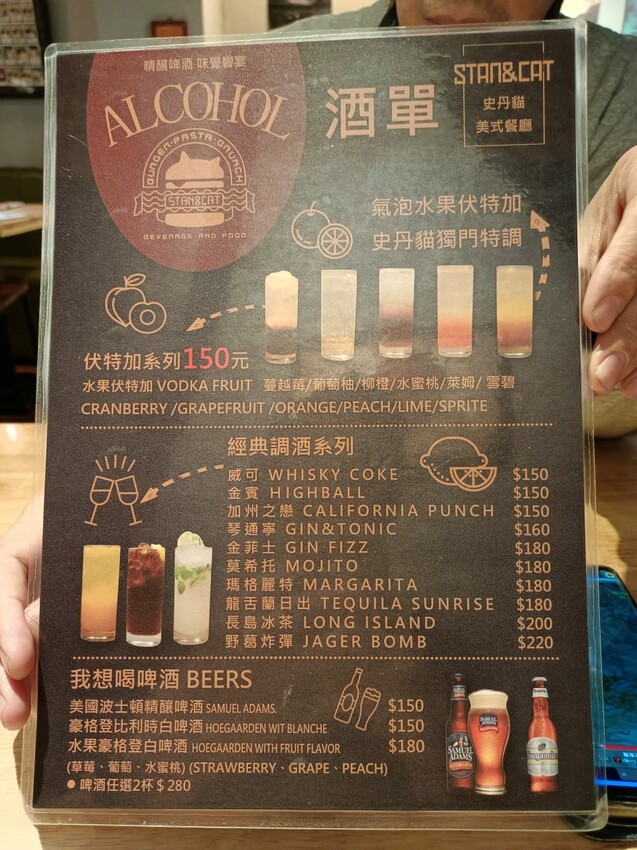 精釀啤酒 味覺饗宴
ALCOHOL
BURGER·PASTA·BRUNCH
STAN&CAT
BEVERAGE AND FOOD
酒單
STAN&CAT
史丹貓
美式餐廳
氣泡水果伏特加
史丹貓獨門特調
伏特加系列150元
水果伏特加 VODKA FRUIT 蔓越莓/葡萄柚/柳橙/水蜜桃/萊姆/ 雪碧
CRANBERRY /GRAPEFRUIT /ORANGE/PEACH/LIME/SPRITE
經典調酒系列
威可 WHISKY COKE $150
金賓 HIGHBALL $150
加州之戀 CALIFORNIA PUNCH $150
琴通寧 GIN&TONIC $160
金菲士 GIN FIZZ $180
莫希托 MOJITO $180
瑪格麗特 MARGARITA $180
龍舌蘭日出 TEQUILA SUNRISE $180
長島冰茶 LONG ISLAND $200
野葛炸彈 JAGER BOMB $220
我想喝啤酒 BEERS
美國波士頓精釀啤酒 SAMUEL ADAMS. $150
豪格登比利時白啤酒 HOEGAARDEN WIT BLANCHE $150
水果豪格登白啤酒 HOEGAARDEN WITH FRUIT FLAVOR $180
(草莓、葡萄、水蜜桃) (STRAWBERRY、GRAPE、PEACH)
● 啤酒任選2杯 $ 280
SAMUEL
ADAMS
SAMUEL
ADAMS
Hoegaarden